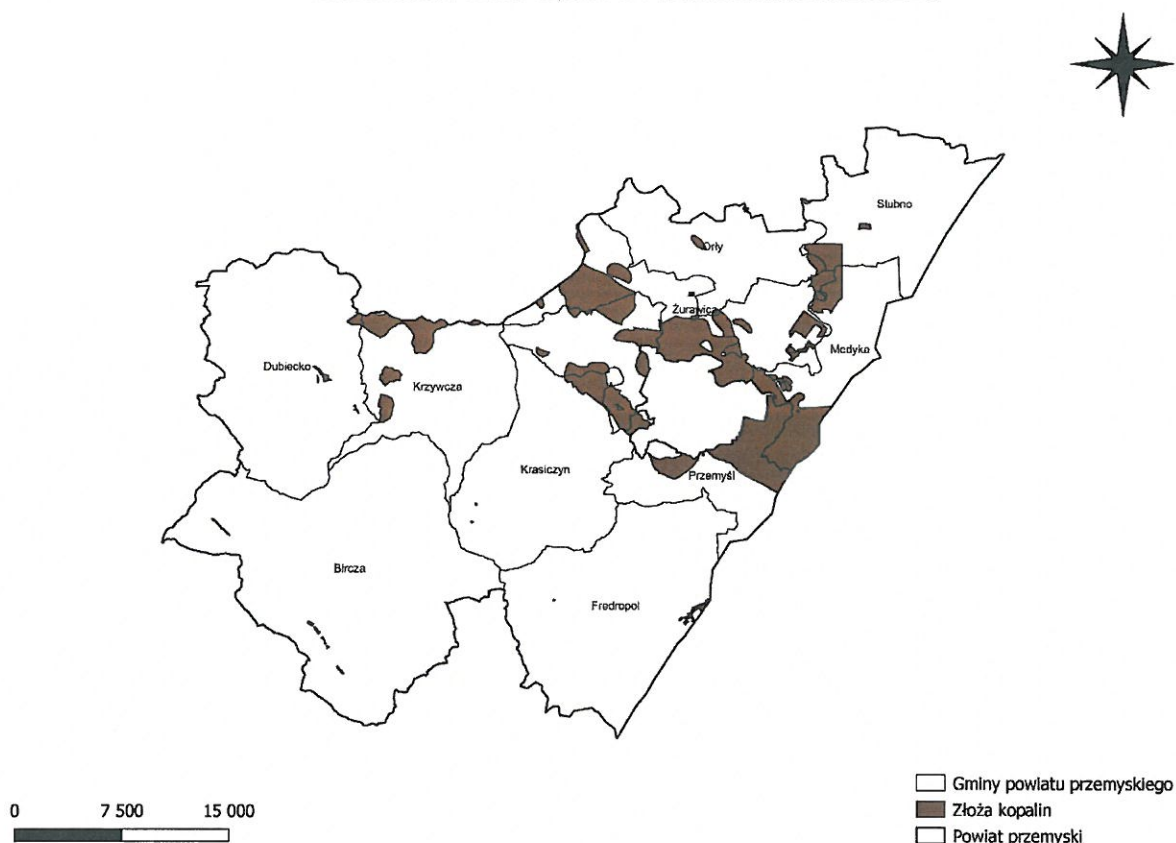 Stubno
Orły
Żurawica
Medyka
Dubiecko
Krzywcza
Krasiczyn
Przemyśl
Bircza
Fredropol
0 7 500 15 000
Gminy powiatu przemyskiego
Złoża kopalin
Powiat przemyski